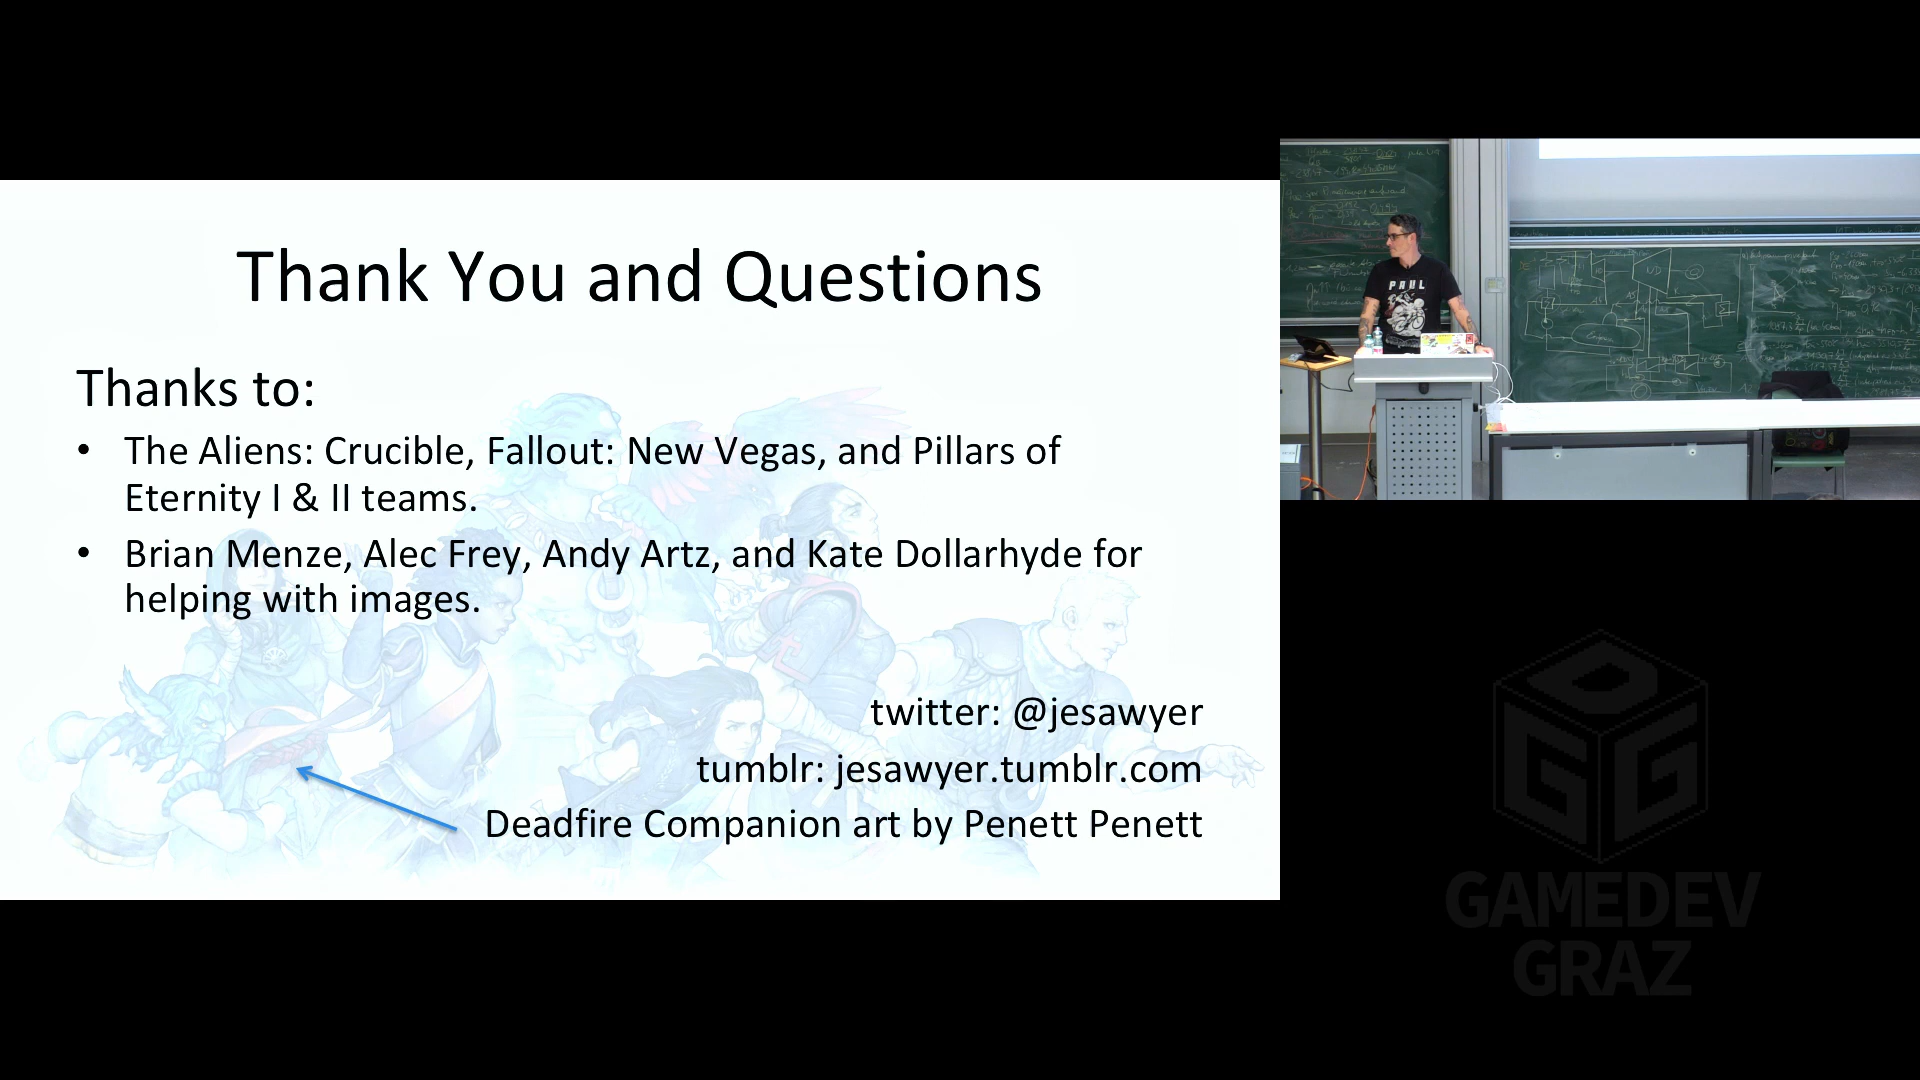 Thank You and Questions
Thanks to:
• The Aliens: Crucible, Fallout: New Vegas, and Pillars of
Eternity I & II teams.
• Brian Menze, Alec Frey, Andy Artz, and Kate Dollarhyde for
helping with images.
twitter: @jesawyer
tumblr: jesawyer.tumblr.com
Deadfire Companion art by Penett Penett
PAUL
GAMEDEV
GRAZ